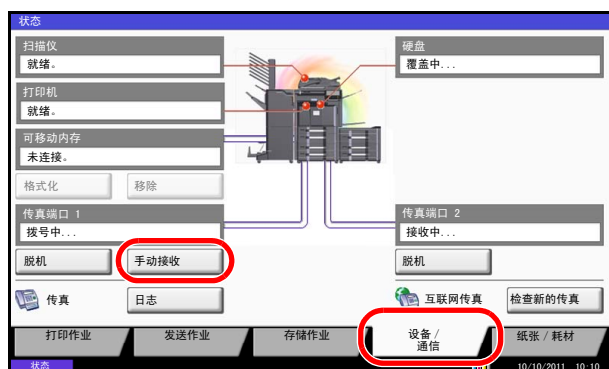 状态
扫描仪
就绪。
打印机
就绪。
可移动内存
未连接。
格式化
移除
传真端口 1
拨号中...
脱机
手动接收
传真
日志
硬盘
覆盖中...
传真端口 2
接收中...
脱机
互联网传真
检查新的传真
打印作业
发送作业
存储作业
设备 /
通信
纸张 / 耗材
状态
10/10/2011 10:10